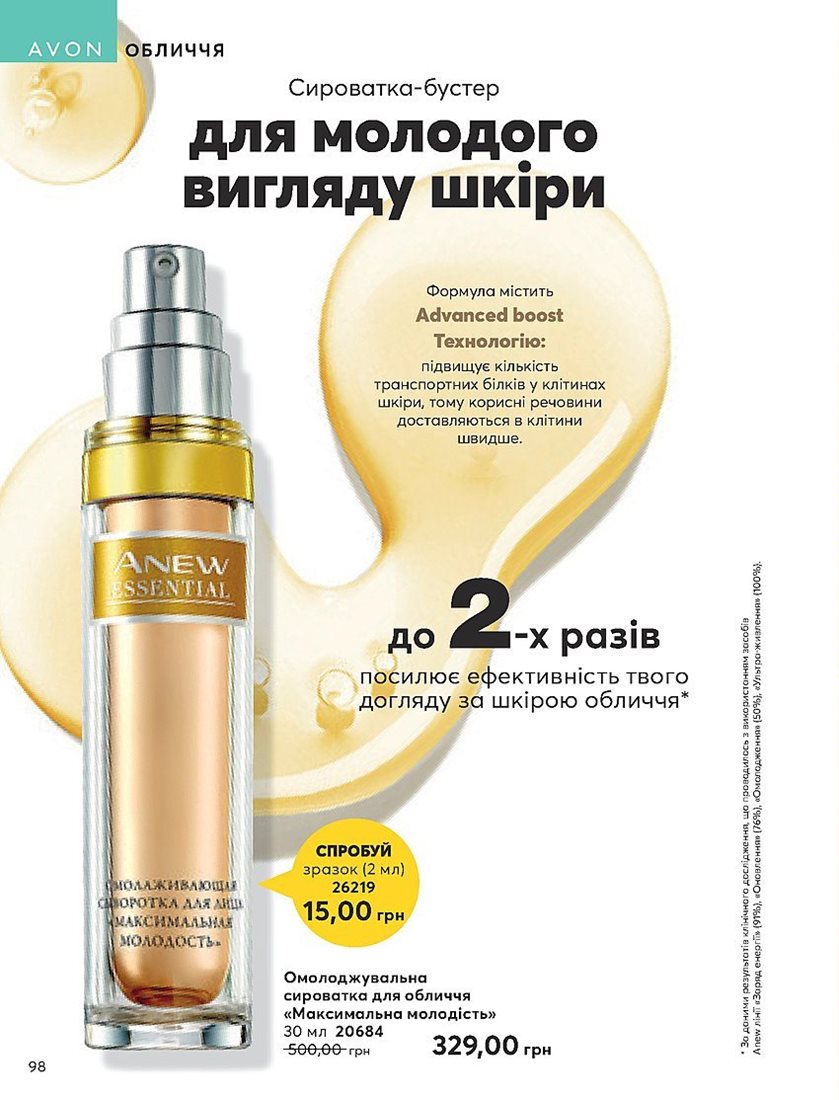 AVON ОБЛИЧЧЯ
Сироватка-бустер
для молодого
вигляду шкіри
Формула містить
Advanced boost
Технологію:
підвищує кількість
транспортних білків у клітинах
шкіри, тому корисні речовини
доставляються в клітини
швидше.
ANEW
ESSENTIAL
до 2-х разів
посилює ефективність твого
догляду за шкірою обличчя*
СПРОБУЙ
зразок (2 мл)
26219
15,00 грн
ОМОЛАЖИВАЮЩАЯ
СЫВОРОТКА ДЛЯ ЛИЦА
«МАКСИМАЛЬНАЯ
МОЛОДОСТЬ»
Омолоджувальна
сироватка для обличчя
«Максимальна молодість»
30 мл 20684
500,00 грн 329,00 грн
* За даними результатів клінічного дослідження, що проводилось з використанням засобів
Anew лінії «Заряд енергії» (91%), «Оновлення» (76%), «Омолодження» (50%), «Ультра-живлення» (100%).
98